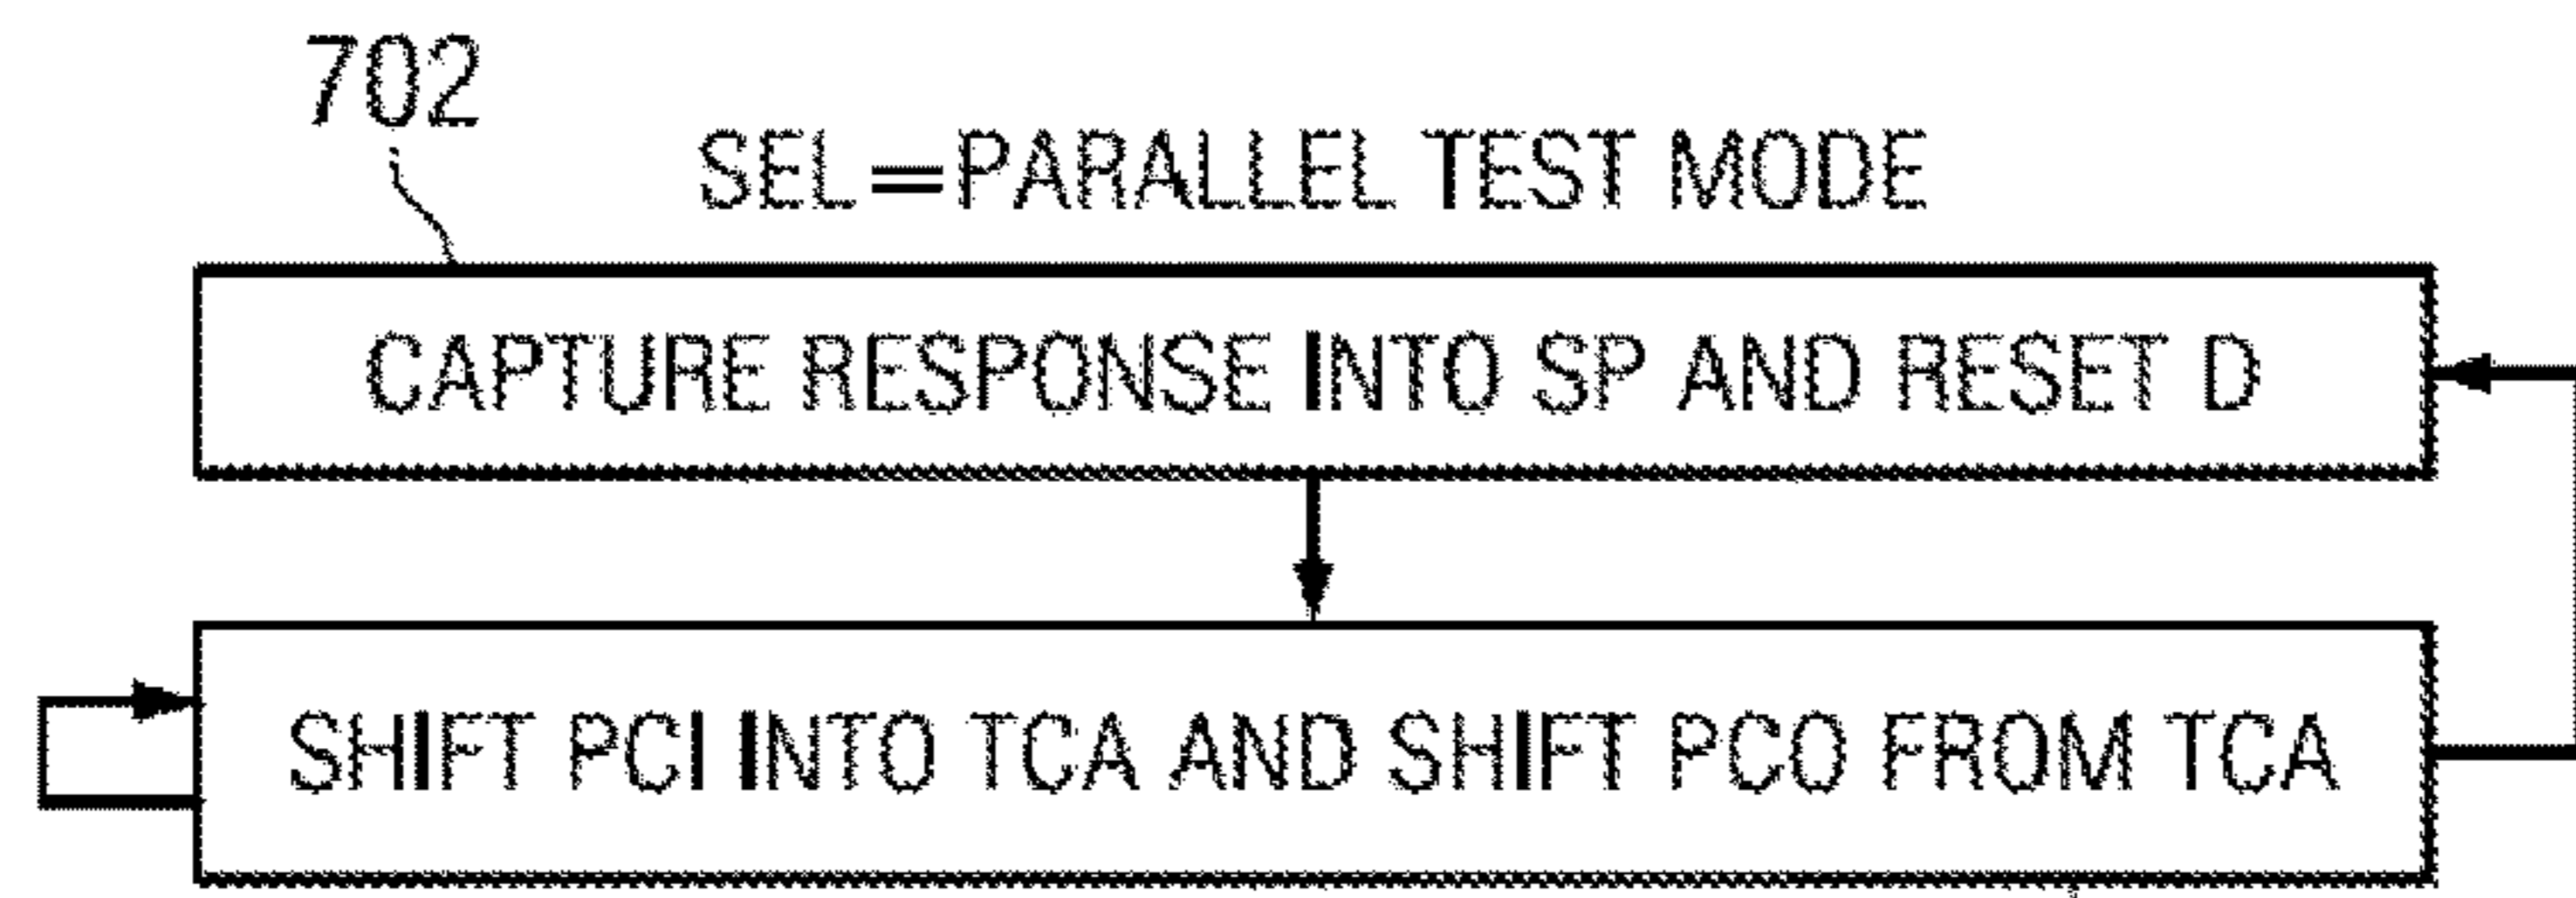 702
SEL=PARALLEL TEST MODE
CAPTURE RESPONSE INTO SP AND RESET D
SHIFT PCI INTO TCA AND SHIFT PCO FROM TCA